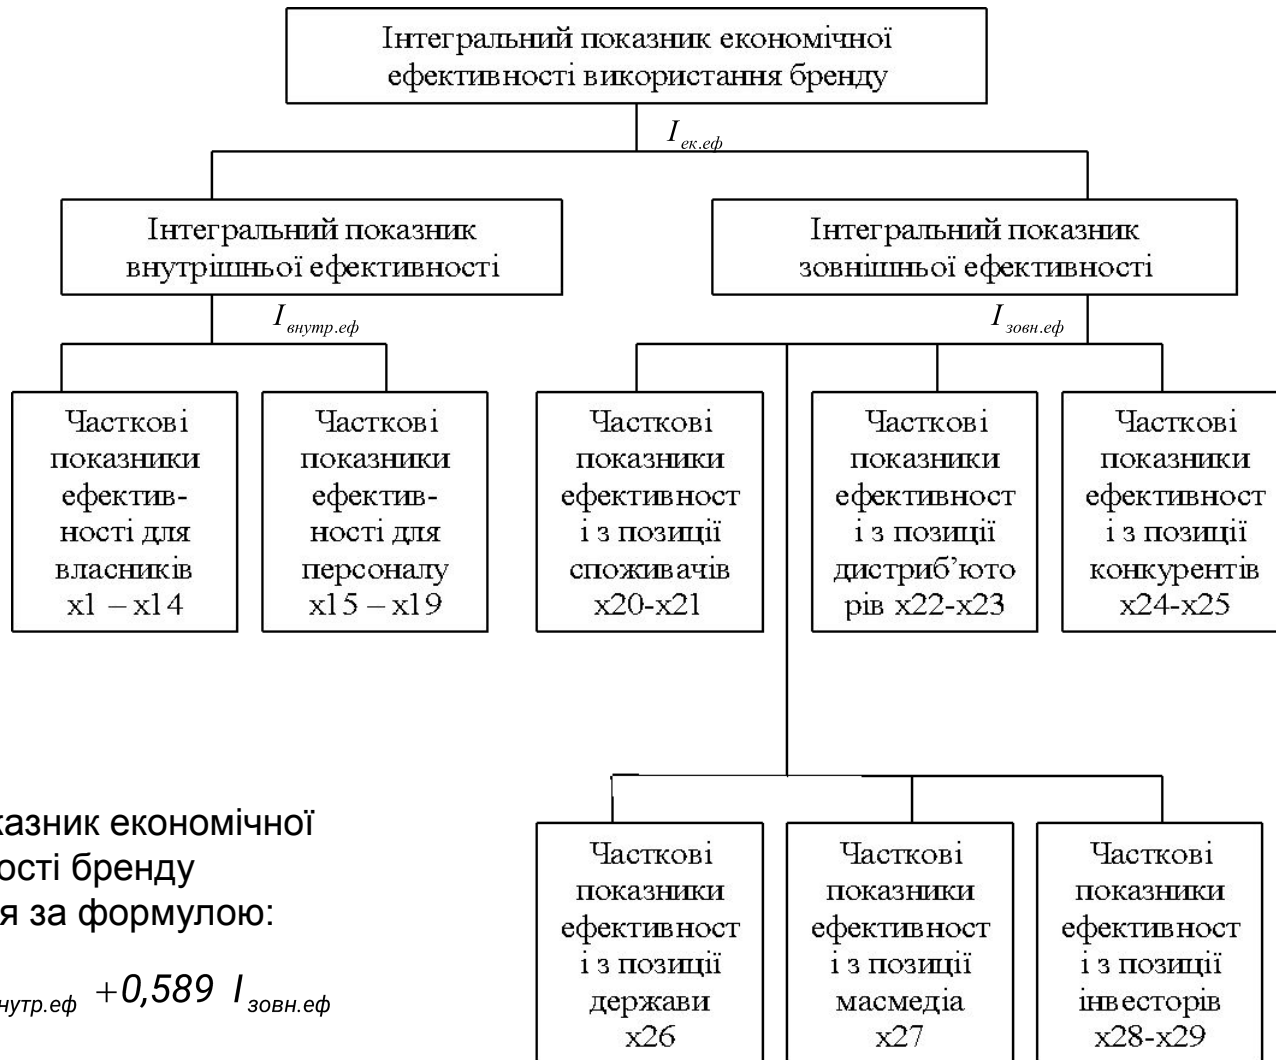 Інтегральний показник економічної
ефективності використання бренду
I ек.еф
Інтегральний показник
внутрішньої ефективності
Інтегральний показник
зовнішньої ефективності
I внутр.еф
I зовн.еф
Часткові
показники
ефектив-
ності для
власників
x1 – x14
Часткові
показники
ефектив-
ності для
персоналу
x15 – x19
Часткові
показники
ефективност
і з позиції
споживачів
x20-x21
Часткові
показники
ефективност
і з позиції
дистриб’юто
рів x22-x23
Часткові
показники
ефективност
і з позиції
конкурентів
x24-x25
казник економічної
ості бренду
я за формулою:
нутр.еф +0,589 I зовн.еф
Часткові
показники
ефективност
і з позиції
держави
x26
Часткові
показники
ефективност
і з позиції
масмедіа
x27
Часткові
показники
ефективност
і з позиції
інвесторів
x28-x29